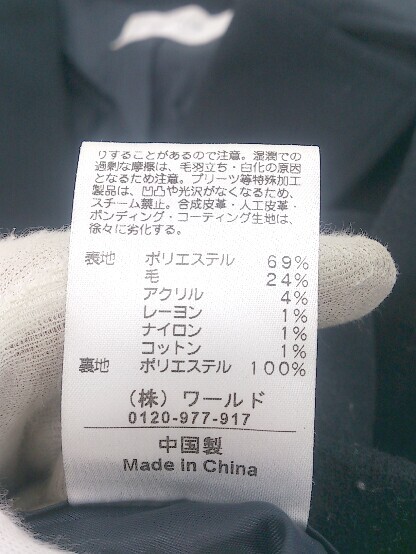 りすることがあるので注意。湿潤での
過剰な摩擦は、毛羽立ち・白化の原因
となるため注意。プリーツ等特殊加工
製品は、凹凸や光沢がなくなるため、
スチーム禁止。合成皮革・人工皮革・
ボンディング・コーティング生地は、
徐々に劣化する。
表地 ポリエステル 69%
毛 24%
アクリル 4%
レーヨン 1%
ナイロン 1%
コットン 1%
裏地 ポリエステル 100%
(株)ワールド
0120-977-917
中国製
Made in China